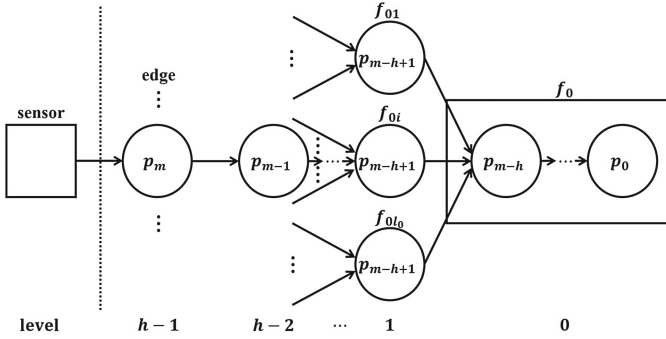 f₀₁
pₘ₋ₕ₊₁
edge
⋮
⋮
f₀
sensor
f₀ᵢ
pₘ
pₘ₋₁
pₘ₋ₕ₊₁
pₘ₋ₕ
...
p₀
⋮
f₀ₗ₀
⋮
pₘ₋ₕ₊₁
level
h − 1
h − 2
...
1
0